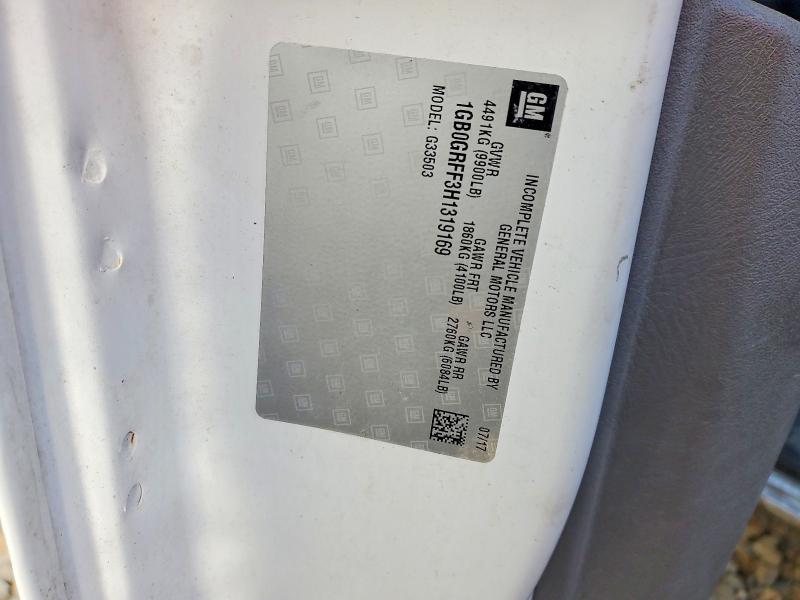 GM
INCOMPLETE VEHICLE MANUFACTURED BY 07/17
GENERAL MOTORS LLC
GVWR GAWR FRT GAWR RR
4491KG (9900LB) 1860KG (4100LB) 2760KG (6084LB)
1GB0GRFF3H1319169
MODEL: G33503